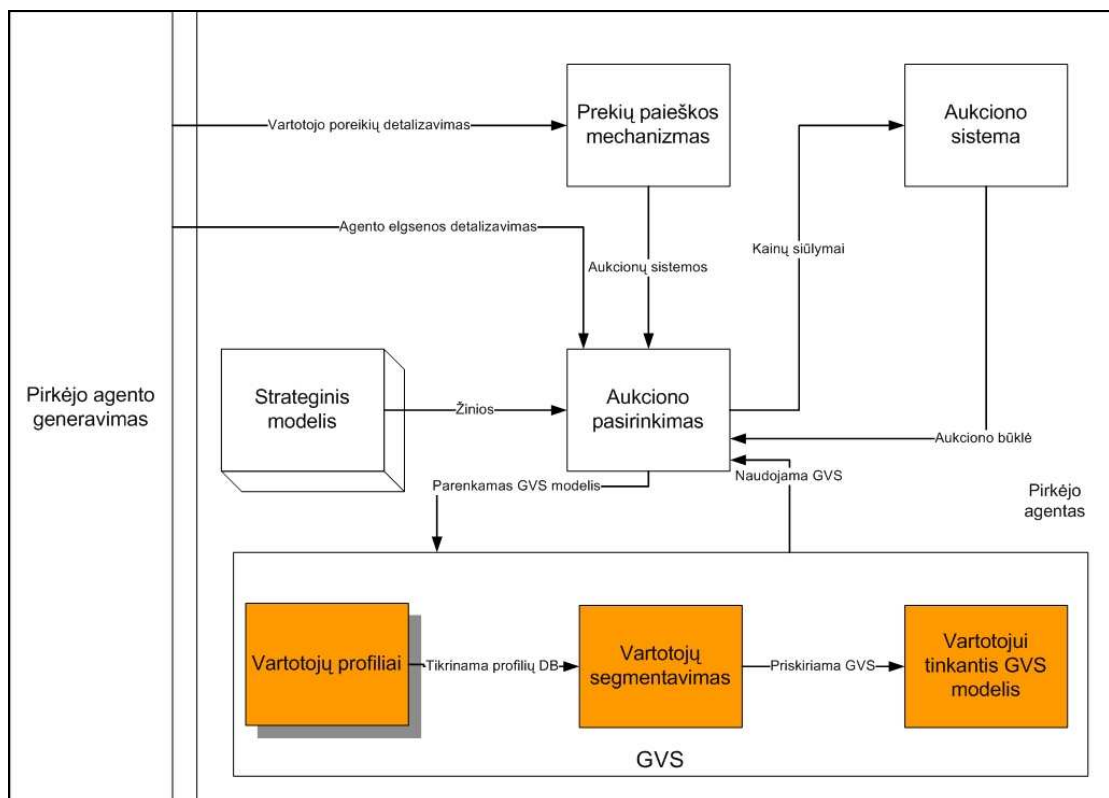 Prekių paieškos
mechanizmas
Aukciono
sistema
Vartotojo poreikių detalizavimas
Agento elgsenos detalizavimas
Aukcionų sistemos
Kainų siūlymai
Pirkėjo agento
generavimas
Strateginis
modelis
Žinios
Aukciono
pasirinkimas
Aukciono būklė
Parenkamas GVS modelis
Naudojama GVS
Pirkėjo
agentas
Vartotojų profiliai
Tikrinama profilių DB
Vartotojų
segmentavimas
Priskiriama GVS
Vartotojui
tinkantis GVS
modelis
GVS